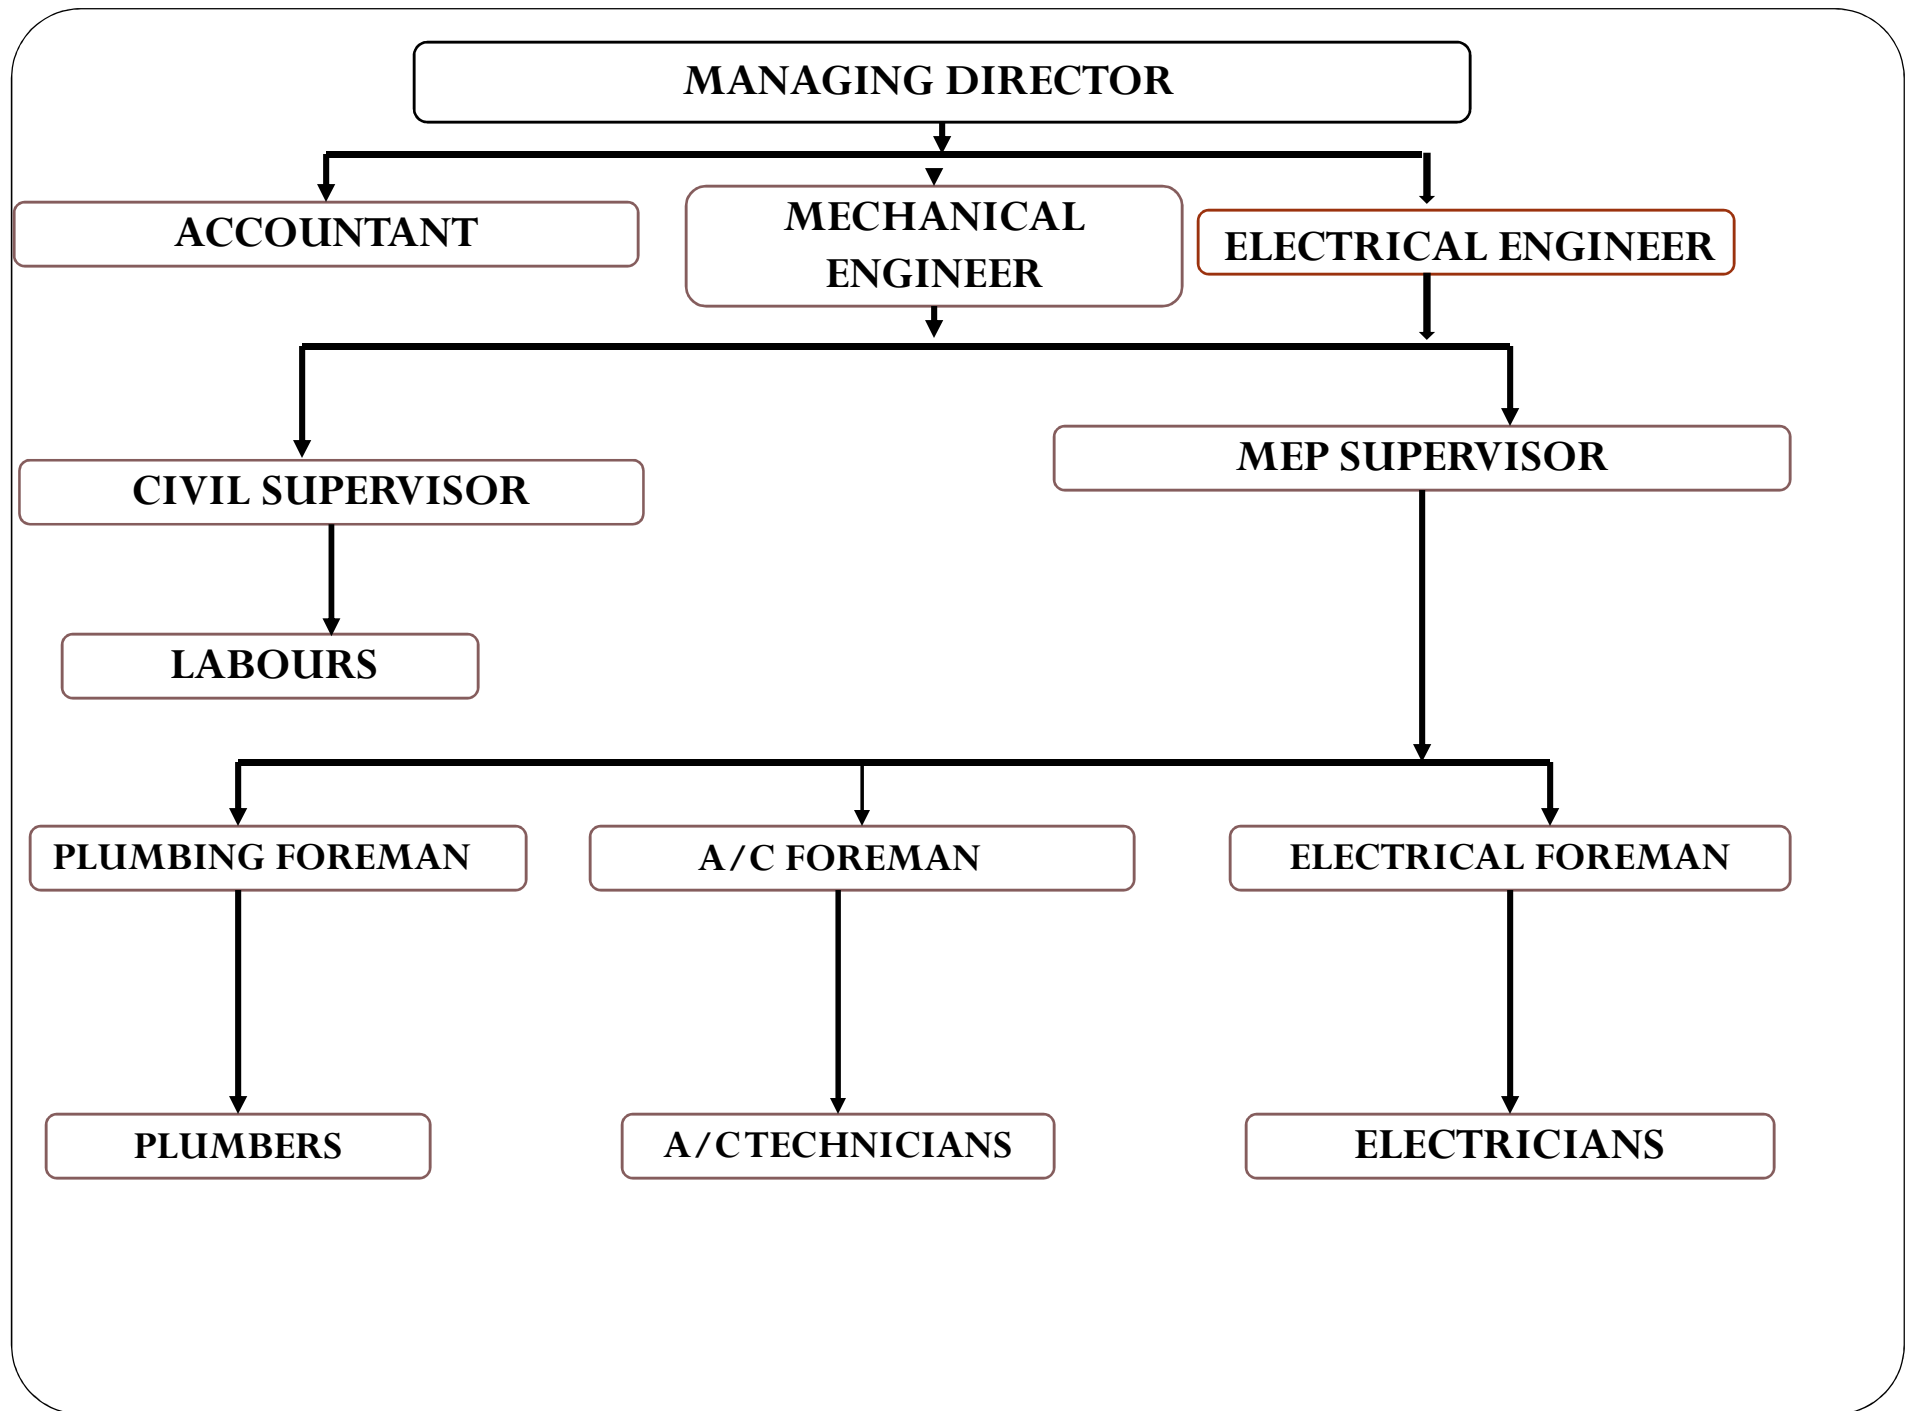 MANAGING DIRECTOR
ACCOUNTANT
MECHANICAL
ENGINEER
ELECTRICAL ENGINEER
CIVIL SUPERVISOR
MEP SUPERVISOR
LABOURS
PLUMBING FOREMAN
A/C FOREMAN
ELECTRICAL FOREMAN
PLUMBERS
A/C TECHNICIANS
ELECTRICIANS